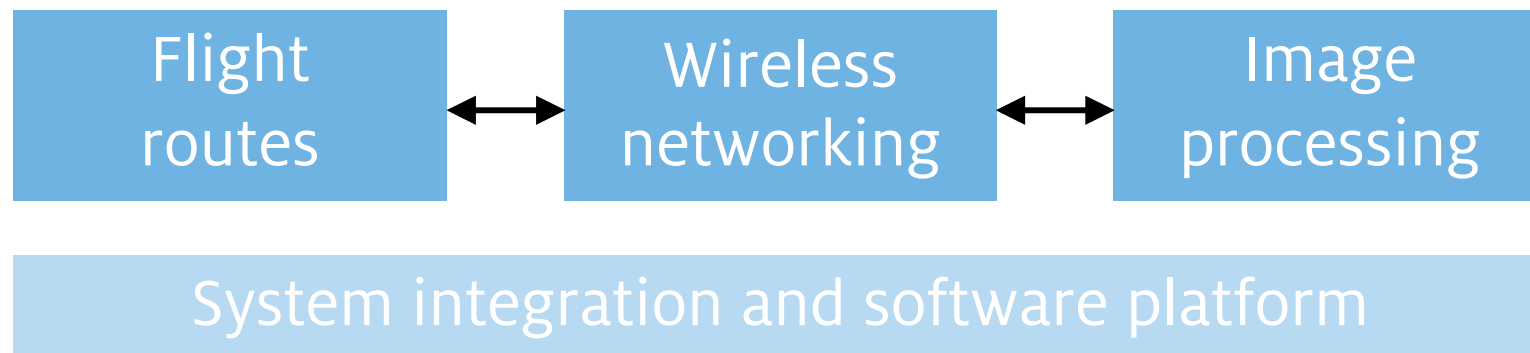 Flight
routes
Wireless
networking
Image
processing
System integration and software platform